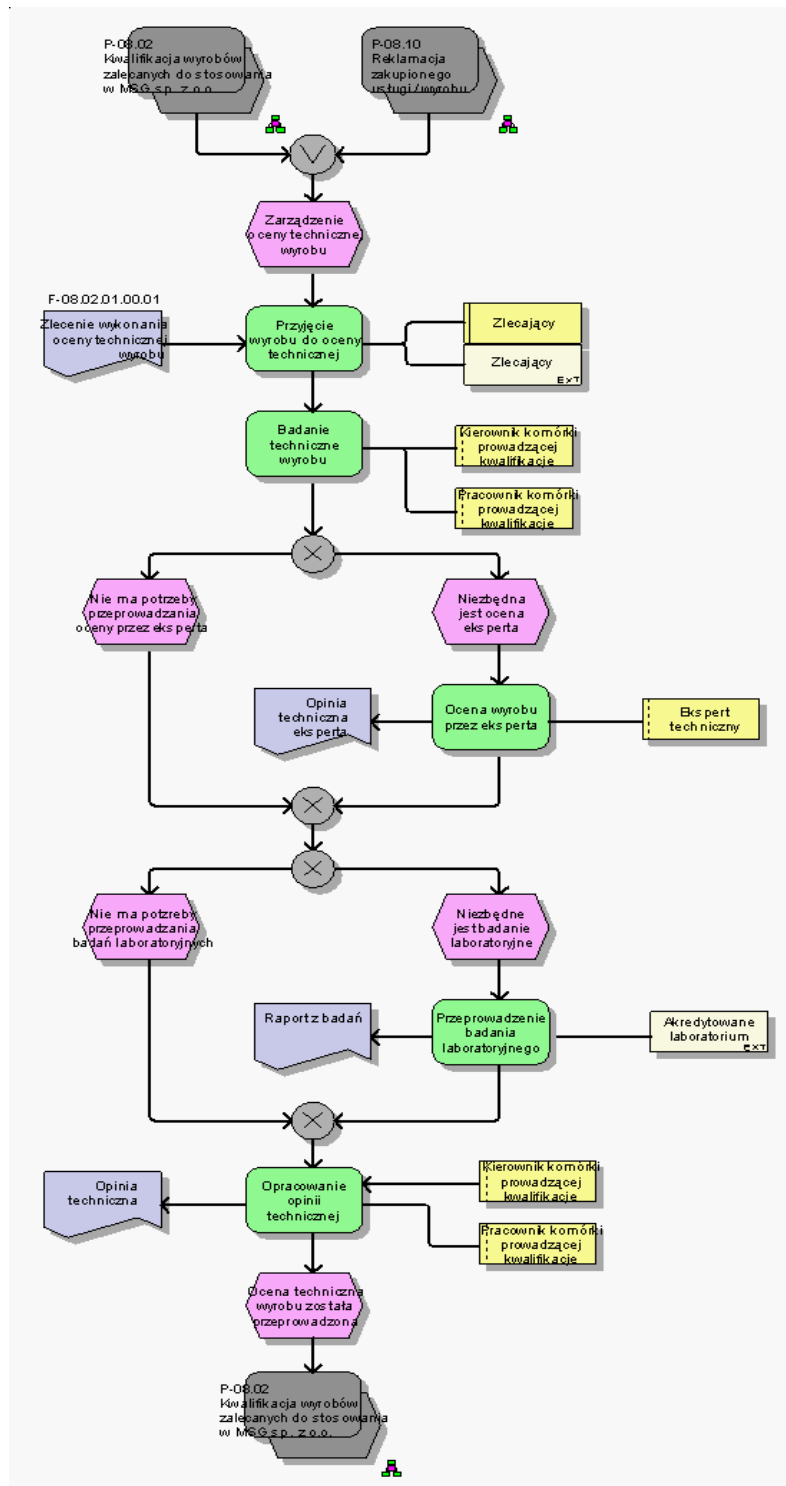 P-08.02
Kwalifikacja wyrobów
zalecanych do stosowania
w MSG sp. z o.o.
P-08.10
Reklamacja
zakupionego
usługi/wyrobu
Zarządzenie
oceny technicznej
wyrobu
F-08.02.01.00.01
Zlecenie wykonania
oceny technicznej
wyrobu
Przyjęcie
wyrobu do oceny
technicznej
Zlecający
Zlecający
EXT
Badanie
techniczne
wyrobu
Kierownik komórki
prowadzącej
kwalifikacje
Pracownik komórki
prowadzącej
kwalifikacje
Nie ma potrzeby
przeprowadzania
oceny przez eksperta
Niezbędna
jest ocena
eksperta
Opinia
techniczna
eksperta
Ocena wyrobu
przez eksperta
Ekspert
techniczny
Nie ma potzreby
przeprowadzania
badań laboratoryjnych
Niezbędne
jest badanie
laboratoryjne
Raport z badań
Przeprowadzenie
badania
laboratoryjnego
Akredytowane
laboratorium
EXT
Opinia
techniczna
Opracowanie
opinii
technicznej
Kierownik komórki
prowadzącej
kwalifikacje
Pracownik komórki
prowadzącej
kwalifikacje
Ocena techniczna
wyrobu została
przeprowadzona
P-08.02
Kwalifikacja wyrobów
zalecanych do stosowania
w MSG sp. z o.o.